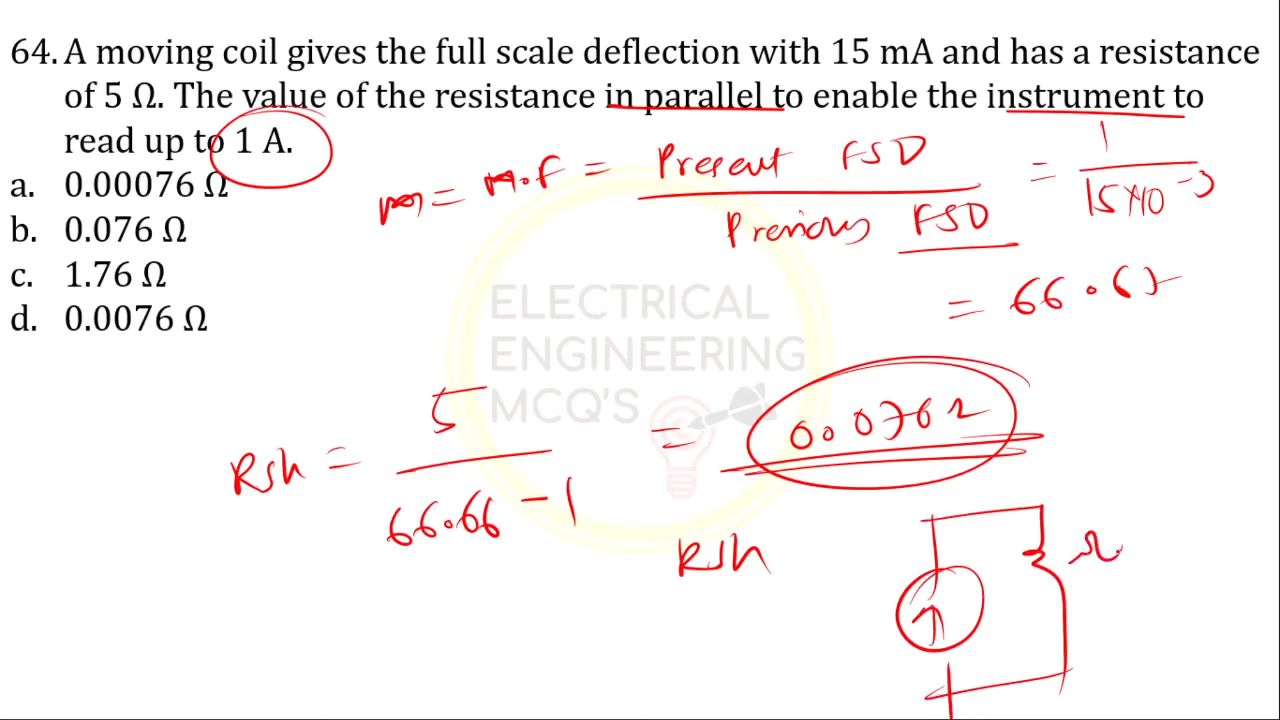 64. A moving coil gives the full scale deflection with 15 mA and has a resistance
of 5 Ω. The value of the resistance in parallel to enable the instrument to
read up to 1 A.
a. 0.00076 Ω
b. 0.076 Ω
c. 1.76 Ω
d. 0.0076 Ω
m = M.F = Present FSD / Previous FSD = 1 / 15×10⁻³
= 66.67
ELECTRICAL
ENGINEERING
MCQ'S
Rsh = 5 / 66.66 - 1 = 0.076Ω
Rsh